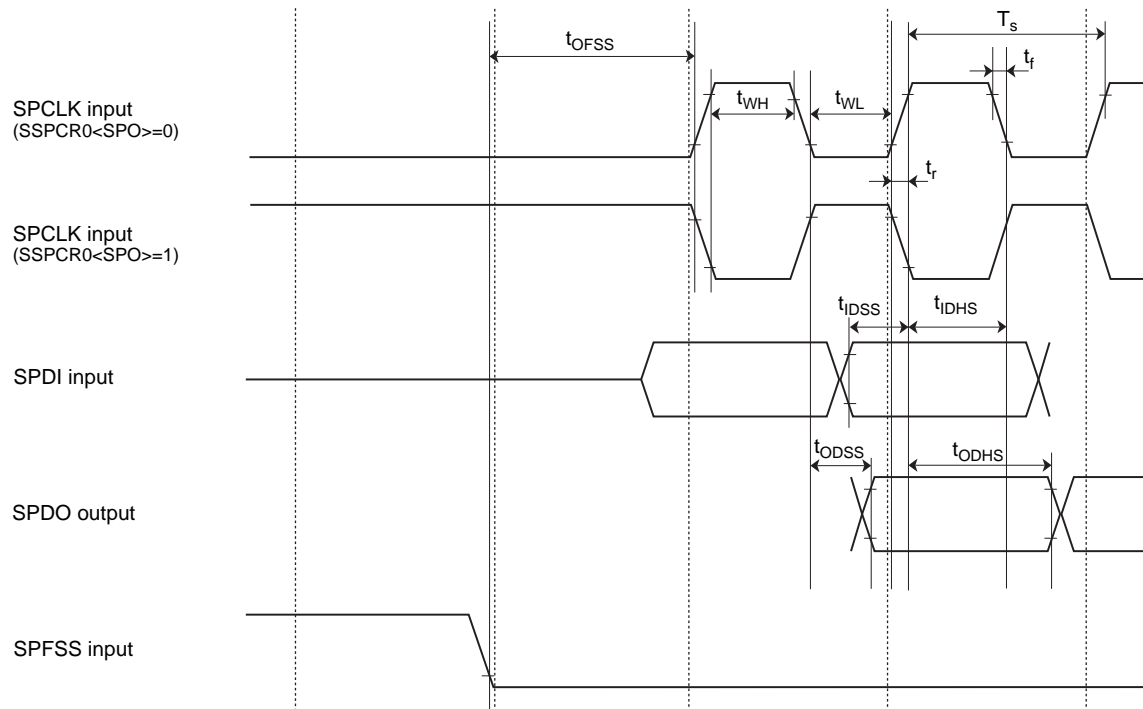 T_s
t_OFSS
t_f
SPCLK input
(SSPCR0<SPO>=0)
t_WH
t_WL
t_r
SPCLK input
(SSPCR0<SPO>=1)
t_IDSS
t_IDHS
SPDI input
t_ODSS
t_ODHS
SPDO output
SPFSS input